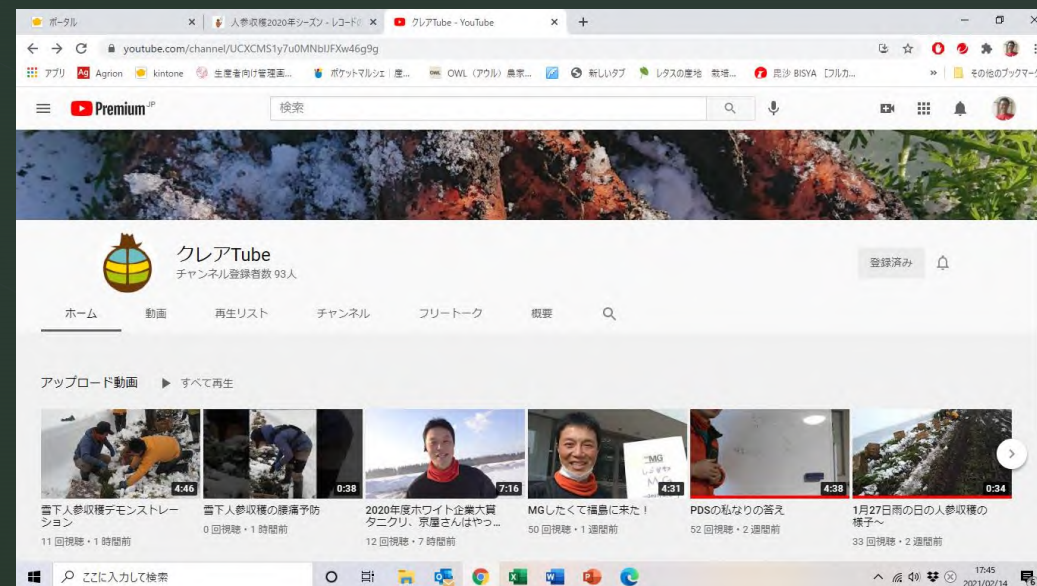 ポータル
人参収穫2020年シーズン - レコードの
クレアTube - YouTube
youtube.com/channel/UCXCMS1y7u0MNbIJFXw46g9g
アプリ
Ag Agrion
kintone
生産者向け管理画...
ポケットマルシェ | 産...
OWL（アウル）農家...
新しいタブ
レタスの産地 栽培...
毘沙 BISYA 【フルカ...
»
その他のブックマーク
Premium JP
検索
クレアTube
チャンネル登録者数 93人
登録済み
ホーム
動画
再生リスト
チャンネル
フリートーク
概要
アップロード動画
すべて再生
4:46
0:38
7:16
MG
4:31
4:38
0:34
雪下人参収穫デモンストレー
ション
11 回視聴・1 時間前
雪下人参収穫の腰痛予防
0 回視聴・1 時間前
2020年度ホワイト企業大賞
タニクリ、京屋さんはやっ...
12 回視聴・7 時間前
MGしたくて福島に来た！
50 回視聴・1 週間前
PDSの私なりの答え
52 回視聴・2 週間前
1月27日雨の日の人参収穫の
様子～
33 回視聴・2 週間前
ここに入力して検索
17:45
2021/02/14